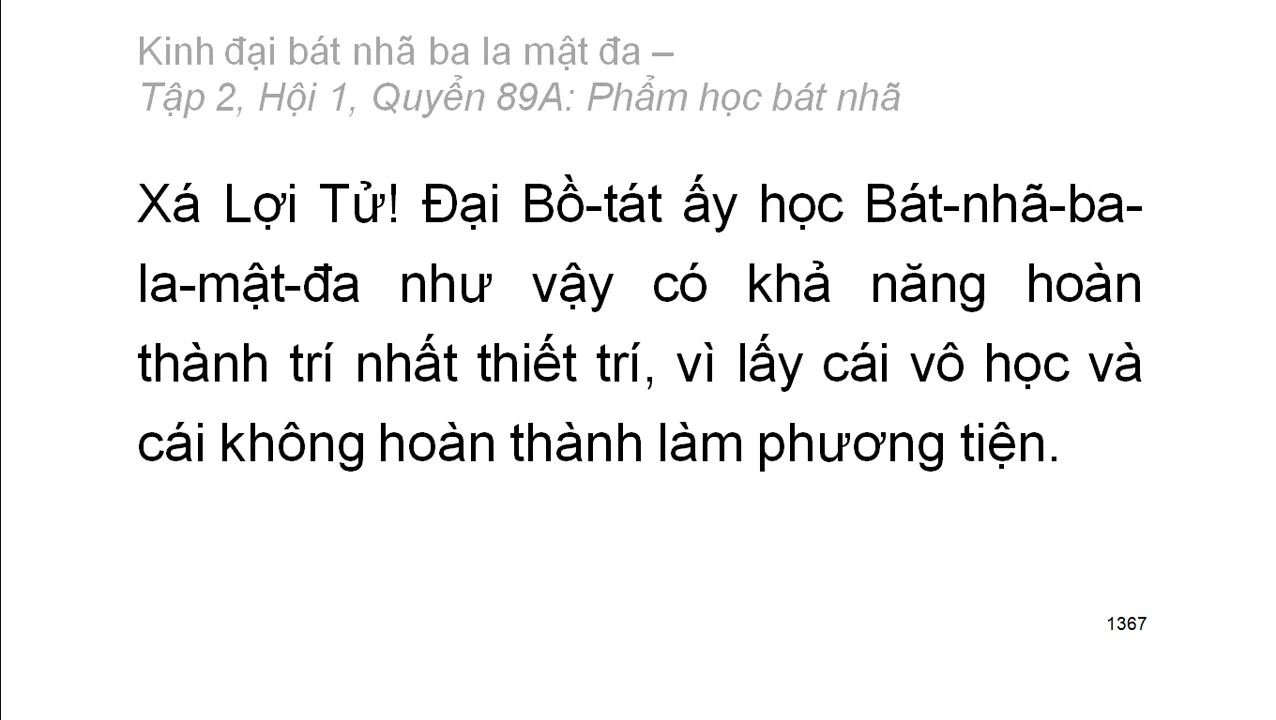 Kinh đại bát nhã ba la mật đa –
Tập 2, Hội 1, Quyển 89A: Phẩm học bát nhã
Xá Lợi Tử! Đại Bồ-tát ấy học Bát-nhã-ba-
la-mật-đa như vậy có khả năng hoàn
thành trí nhất thiết trí, vì lấy cái vô học và
cái không hoàn thành làm phương tiện.
1367